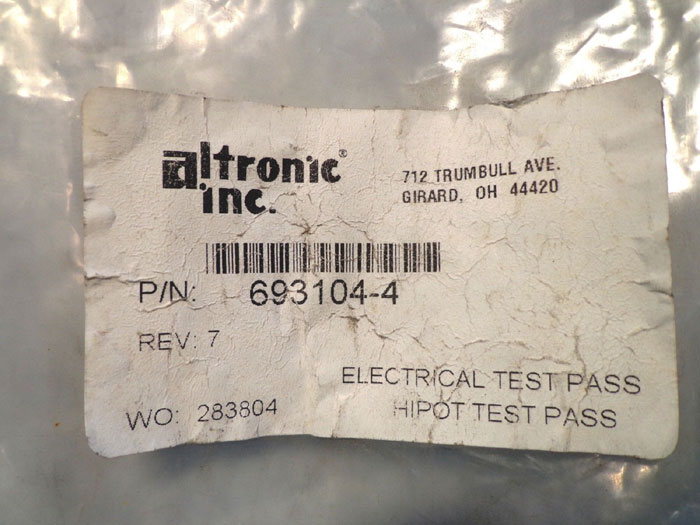 altronic®
inc.
712 TRUMBULL AVE.
GIRARD, OH 44420
P/N: 693104-4
REV: 7
ELECTRICAL TEST PASS
WO: 283804
HIPOT TEST PASS